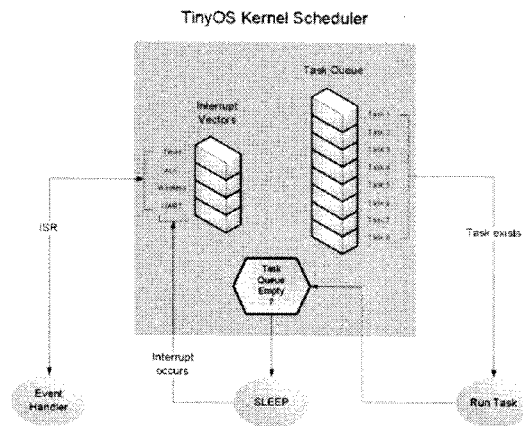 TinyOS Kernel Scheduler
Task Queue
Interrupt
Vectors
Task 1
Task 2
Task 3
Task 4
Task 5
Task 6
Task 7
Task 8
Timer
UART
ISR
Task exists
Task
Queue
Empty
?
Interrupt
occurs
Event
Handler
SLEEP
Run Task